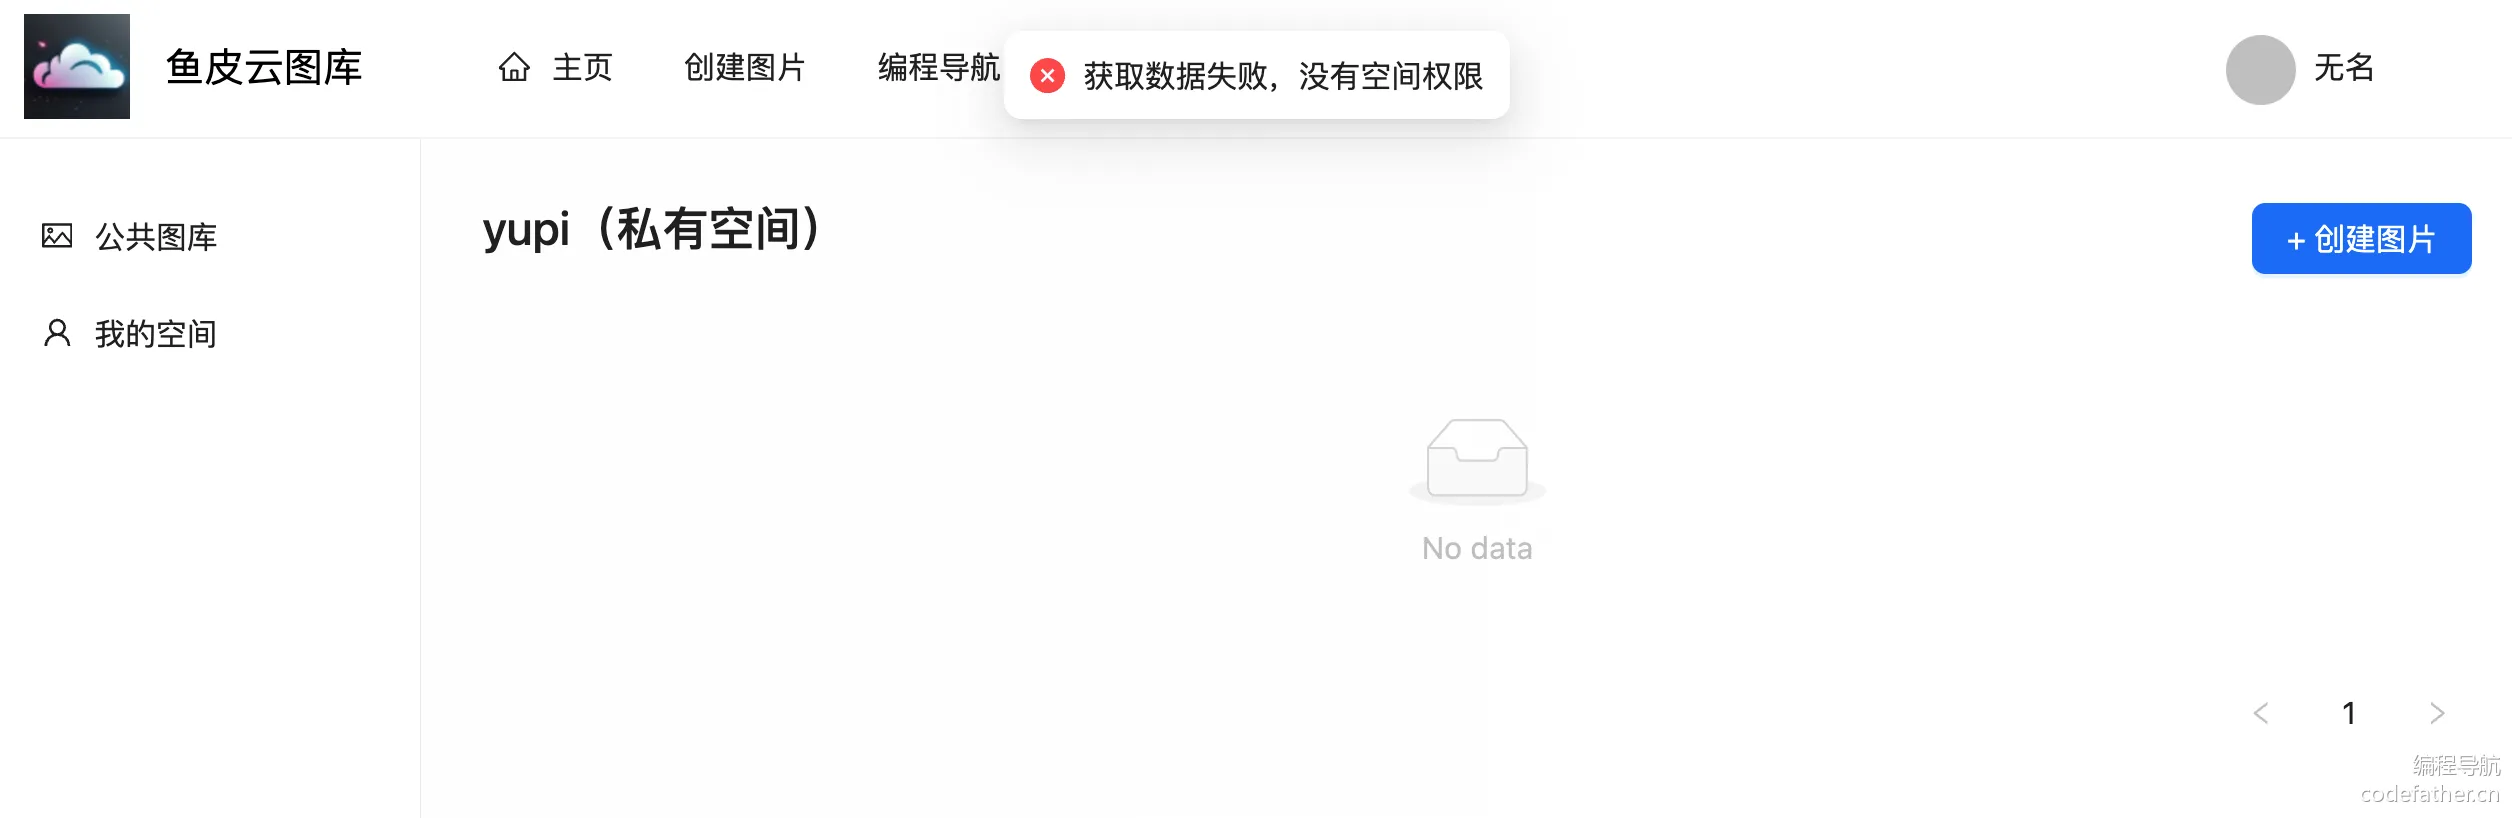 鱼皮云图库
主页
创建图片
编程导航
获取数据失败，没有空间权限
无名
公共图库
我的空间
yupi（私有空间）
+ 创建图片
No data
< 1 >
编程导航
codefather.cn